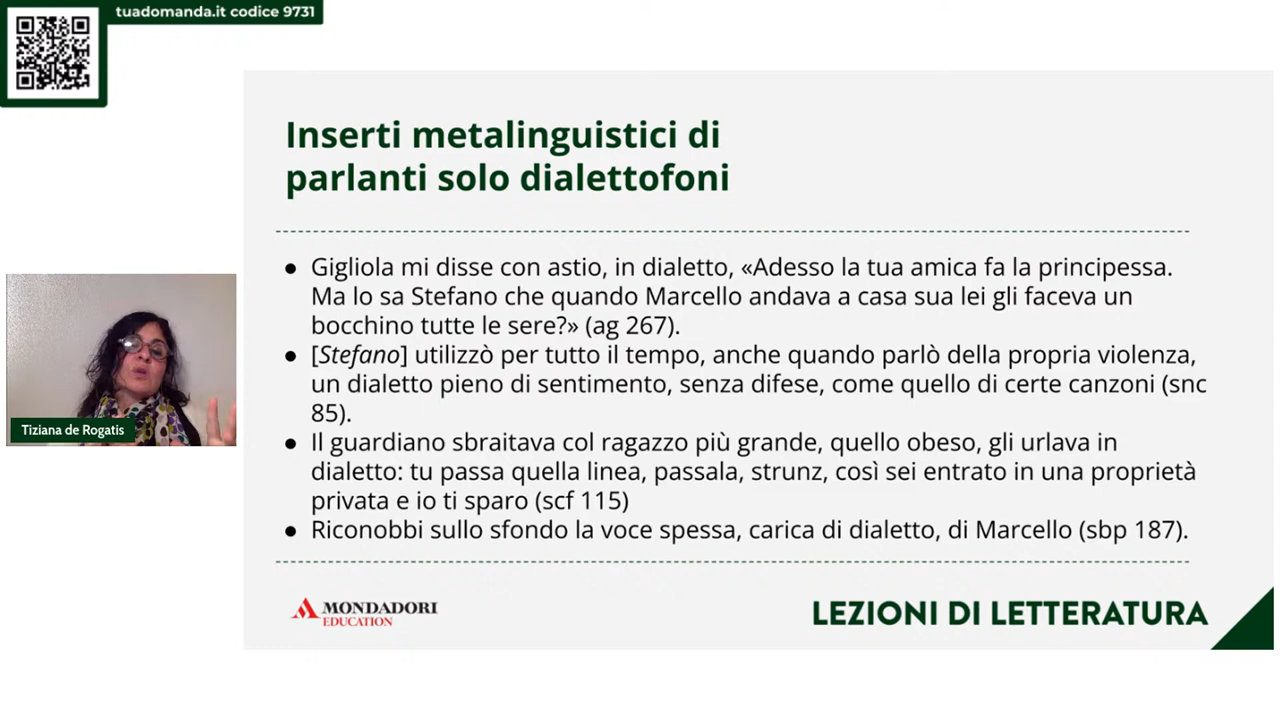 tuadomanda.it codice 9731
Inserti metalinguistici di
parlanti solo dialettofoni
● Gigliola mi disse con astio, in dialetto, «Adesso la tua amica fa la principessa.
Ma lo sa Stefano che quando Marcello andava a casa sua lei gli faceva un
bocchino tutte le sere?» (ag 267).
● [Stefano] utilizzò per tutto il tempo, anche quando parlò della propria violenza,
un dialetto pieno di sentimento, senza difese, come quello di certe canzoni (snc
85).
● Il guardiano sbraitava col ragazzo più grande, quello obeso, gli urlava in
dialetto: tu passa quella linea, passala, strunz, così sei entrato in una proprietà
privata e io ti sparo (scf 115)
● Riconobbi sullo sfondo la voce spessa, carica di dialetto, di Marcello (sbp 187).
Tiziana de Rogatis
MONDADORI
EDUCATION
LEZIONI DI LETTERATURA